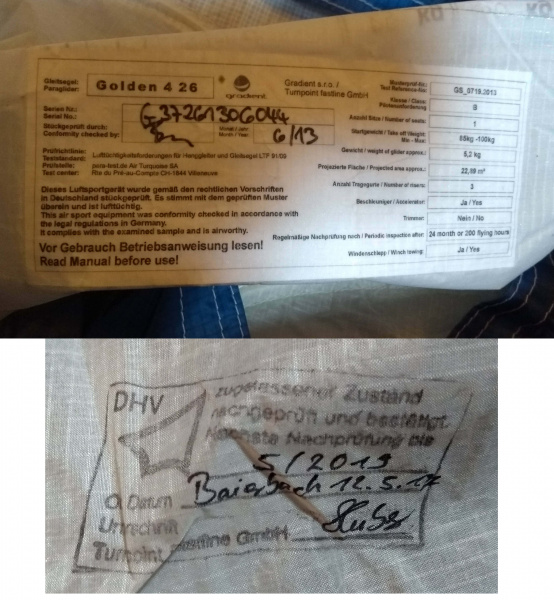 Gleitsegel:
Paraglider:
Golden 4 26
gradient
Gradient s.r.o. /
Turnpoint fastline GmbH
Musterprüf-Nr.:
Test Reference-No:
GS_0719.2013
Klasse / Class:
B
Anzahl Sitze / Number of seats:
1
Startgewicht / Take off Weight:
Min - Max:
85kg -100kg
Gewicht / weight of glider approx.:
5,2 kg
Projizierte Fläche / Projected area approx.:
Anzahl Tragegurte / Number of risers:
3
Beschleuniger / Accelerator:
Ja / Yes
Trimmer:
Nein / No
Regelmäßige Nachprüfung nach / Periodic inspection after:
24 month or 200 flying hours
Windenschlepp / Winch towing:
Ja / Yes
Serien Nr.:
Serial No.:
Stückgeprüft durch:
Conformity checked by:
Monat / Jahr:
Month / Year:
6/13
Prüfrichtlinie:
Teststandard:
Lufttüchtigkeitsforderungen für Hängegleiter und Gleitsegel LTF 91/09
Prüfstelle:
Test center:
para-test.de Air Turquoise SA
Rte du Pré-au-Comte CH-1844 Villeneuve
Dieses Luftsportgerät wurde gemäß den rechtlichen Vorschriften
in Deutschland stückgeprüft. Es stimmt mit dem geprüften Muster
überein und ist lufttüchtig.
This air sport equipment was conformity checked in accordance with
the legal regulations in Germany.
It complies with the examined sample and is airworthy.
Vor Gebrauch Betriebsanweisung lesen!
Read Manual before use!
DHV
zugelassener Zustand
nachgeprüft und bestätigt.
Nächste Nachprüfung bis
5/2019
O. Datum Baierbach 12.5.17
Unterschrift
Turnpoint fastline GmbH